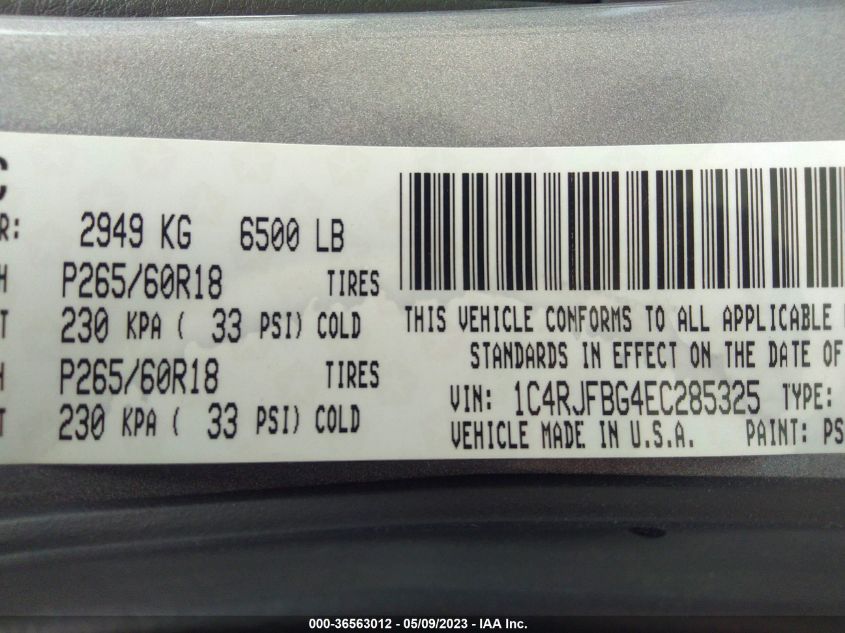 C
R: 2949 KG 6500 LB
H P265/60R18 TIRES
T 230 KPA ( 33 PSI) COLD
H P265/60R18 TIRES
T 230 KPA ( 33 PSI) COLD
THIS VEHICLE CONFORMS TO ALL APPLICABLE
STANDARDS IN EFFECT ON THE DATE OF
VIN: 1C4RJFBG4EC285325 TYPE:
VEHICLE MADE IN U.S.A. PAINT: PS
000-36563012 - 05/09/2023 - IAA Inc.